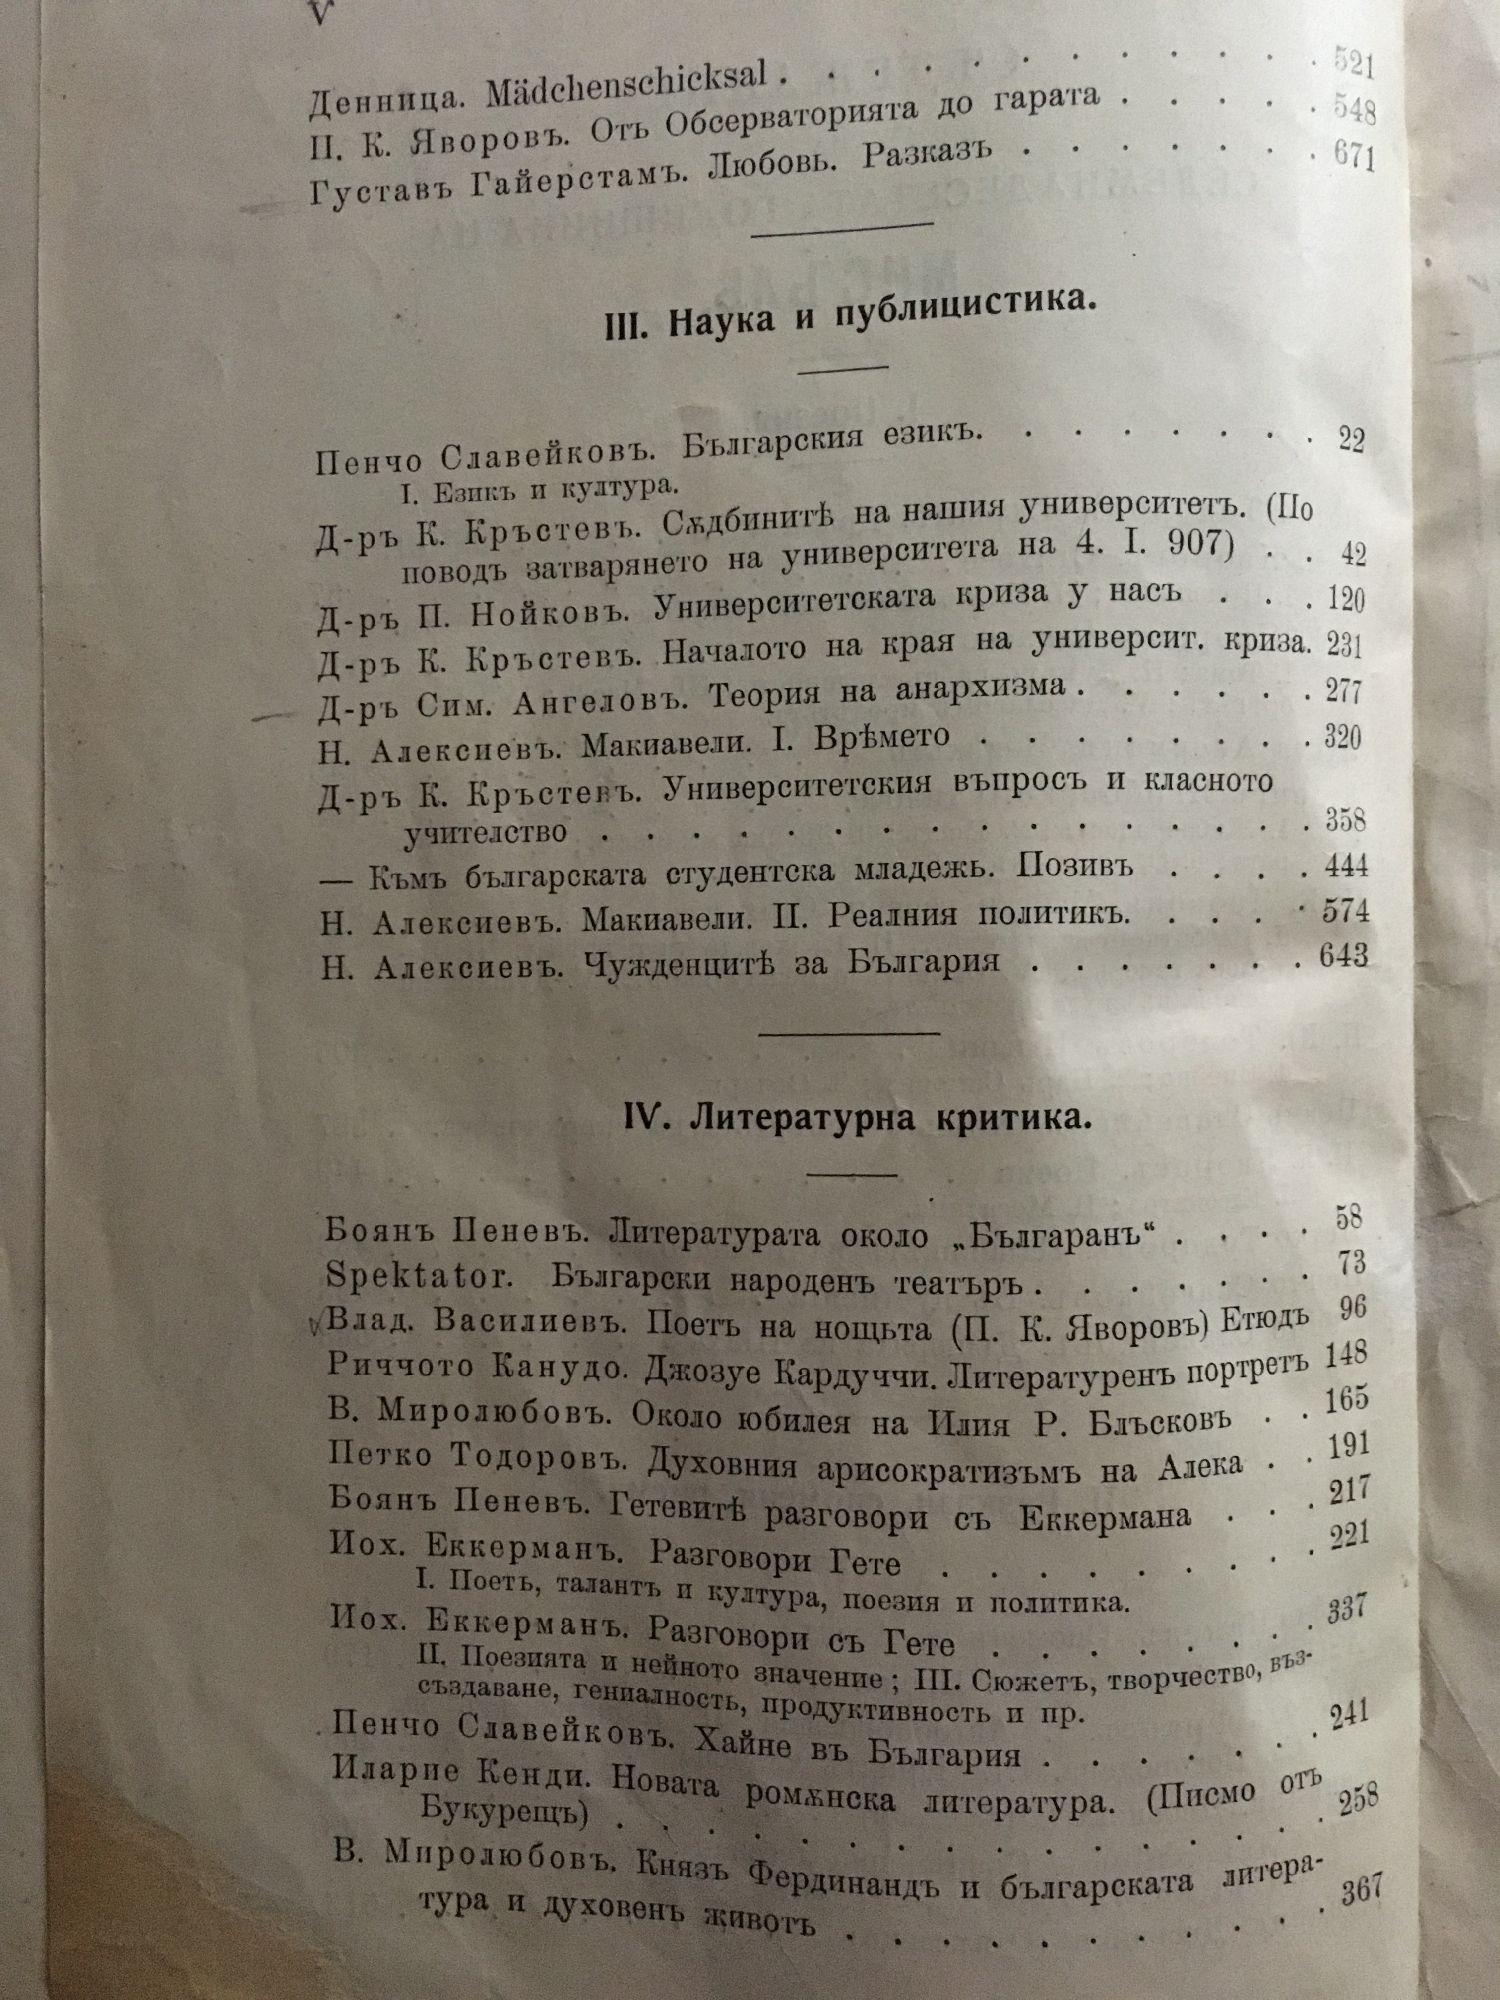 V
Денница. Mädchenschicksal . . . . . . . . . . . . 521
П. К. Яворовъ. Отъ Обсерваторията до гарата . . . . . 548
Густавъ Гайерстамъ. Любовь. Разказъ . . . . . . . 671
III. Наука и публицистика.
Пенчо Славейковъ. Българския езикъ. . . . . . . . 22
I. Езикъ и култура.
Д-ръ К. Кръстевъ. Сѫдбинитѣ на нашия университетъ. (По
поводъ затварянето на университета на 4. I. 907) . . 42
Д-ръ П. Нойковъ. Университетската криза у насъ . . . 120
Д-ръ К. Кръстевъ. Началото на края на университ. криза. 231
Д-ръ Сим. Ангеловъ. Теория на анархизма . . . . . . 277
Н. Алексиевъ. Макиавели. I. Врѣмето . . . . . . . . 320
Д-ръ К. Кръстевъ. Университетския въпросъ и класното
учителство . . . . . . . . . . . . . . . . 358
— Къмъ българската студентска младежь. Позивъ . . . . 444
Н. Алексиевъ. Макиавели. II. Реалния политикъ. . . . . 574
Н. Алексиевъ. Чужденцитѣ за България . . . . . . . 643
IV. Литературна критика.
Боянъ Пеневъ. Литературата около „Българанъ“ . . . . 58
Spektator. Български народенъ театъръ . . . . . . . 73
Влад. Василиевъ. Поетъ на нощьта (П. К. Яворовъ) Етюдъ 96
Риччото Канудо. Джозуе Кардуччи. Литературенъ портретъ 148
В. Миролюбовъ. Около юбилея на Илия Р. Блъсковъ . . 165
Петко Тодоровъ. Духовния арисократизъмъ на Алека . . 191
Боянъ Пеневъ. Гетевитѣ разговори съ Еккермана . . . 217
Иох. Еккерманъ. Разговори Гете . . . . . . . . 221
I. Поетъ, талантъ и култура, поезия и политика.
Иох. Еккерманъ. Разговори съ Гете . . . . . . . . 337
II. Поезията и нейното значение; III. Сюжетъ, творчество, въз-
създаване, гениалность, продуктивность и пр.
Пенчо Славейковъ. Хайне въ България . . . . . . . 241
Иларие Кенди. Новата ромѫнска литература. (Писмо отъ
Букурещъ) . . . . . . . . . . . . . . . . 258
В. Миролюбовъ. Князъ Фердинандъ и българската литера-
тура и духовенъ животъ . . . . . . . . . . . 367